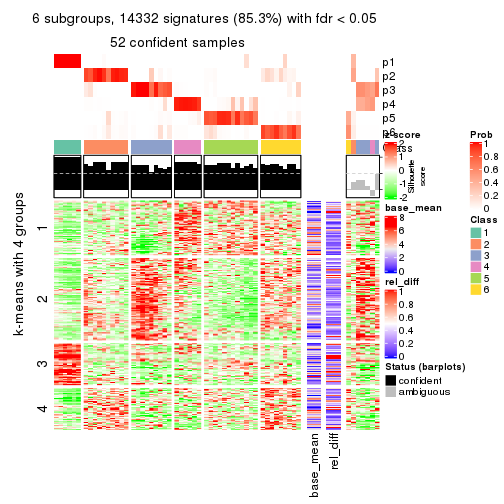 6 subgroups, 14332 signatures (85.3%) with fdr < 0.05
52 confident samples
p1
p2
p3
p4
p5
p6
Class
Silhouette
score
z-score
2
1
0
-1
-2
Prob
1
0.8
0.6
0.4
0.2
0
base_mean
8
6
4
2
0
Class
1
2
3
4
5
6
rel_diff
1
0.8
0.6
0.4
0.2
0
Status (barplots)
confident
ambiguous
k-means with 4 groups
1
2
3
4
base_mean
rel_diff